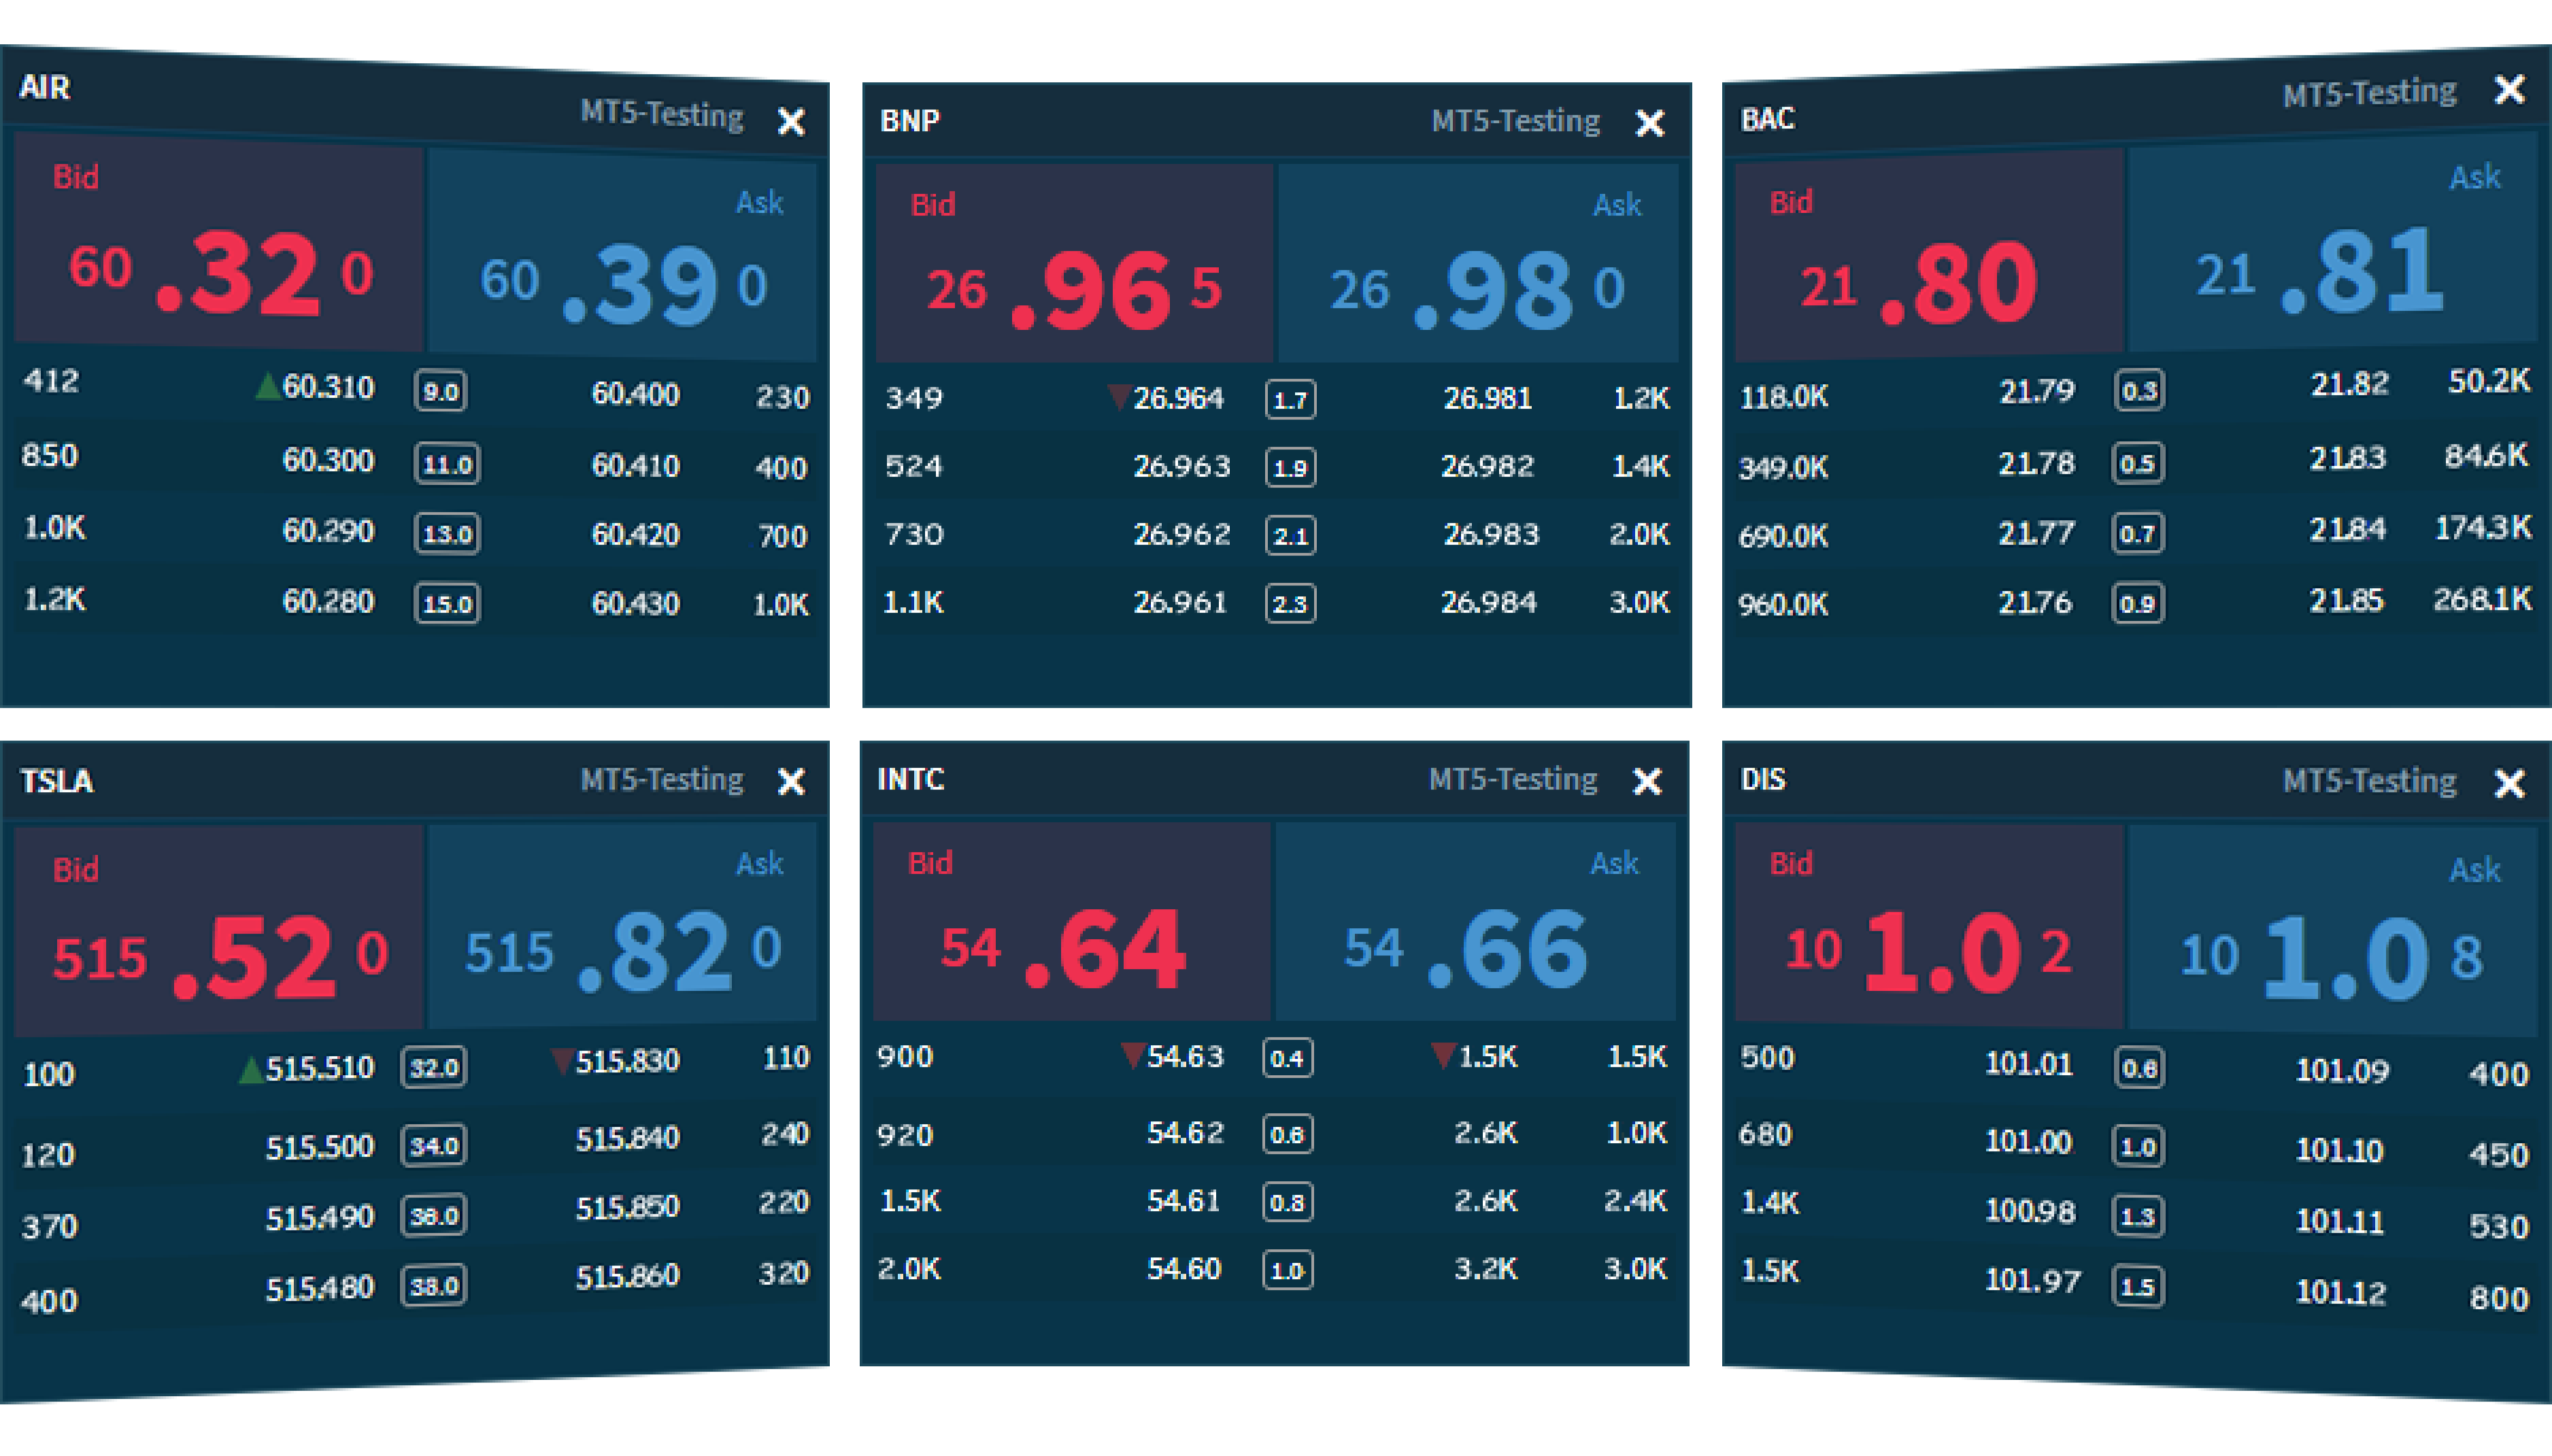 AIR MT5-Testing
Bid Ask
60 .32 0 60 .39 0
412 60.310 9.0 60.400 230
850 60.300 11.0 60.410 400
1.0K 60.290 13.0 60.420 700
1.2K 60.280 15.0 60.430 1.0K
BNP MT5-Testing
Bid Ask
26 .96 5 26 .98 0
349 26.964 1.7 26.981 1.2K
524 26.963 1.9 26.982 1.4K
730 26.962 2.1 26.983 2.0K
1.1K 26.961 2.3 26.984 3.0K
BAC MT5-Testing
Bid Ask
21 .80 21 .81
118.0K 21.79 0.3 21.82 50.2K
349.0K 21.78 0.5 21.83 84.6K
690.0K 21.77 0.7 21.84 174.3K
960.0K 21.76 0.9 21.85 268.1K
TSLA MT5-Testing
Bid Ask
515 .52 0 515 .82 0
100 515.510 32.0 515.830 110
120 515.500 34.0 515.840 240
370 515.490 36.0 515.850 220
400 515.480 38.0 515.860 320
INTC MT5-Testing
Bid Ask
54 .64 54 .66
900 54.63 0.4 1.5K 1.5K
920 54.62 0.6 2.6K 1.0K
1.5K 54.61 0.8 2.6K 2.4K
2.0K 54.60 1.0 3.2K 3.0K
DIS MT5-Testing
Bid Ask
10 1.0 2 10 1.0 8
500 101.01 0.6 101.09 400
680 101.00 1.0 101.10 450
1.4K 100.98 1.3 101.11 530
1.5K 101.97 1.5 101.12 800